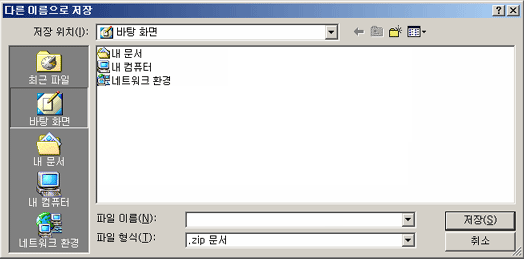 다른 이름으로 저장
저장 위치(I): 바탕 화면
최근 파일
바탕 화면
내 문서
내 컴퓨터
네트워크 환경
내 문서
내 컴퓨터
네트워크 환경
파일 이름(N): 저장(S)
파일 형식(T): .zip 문서 취소